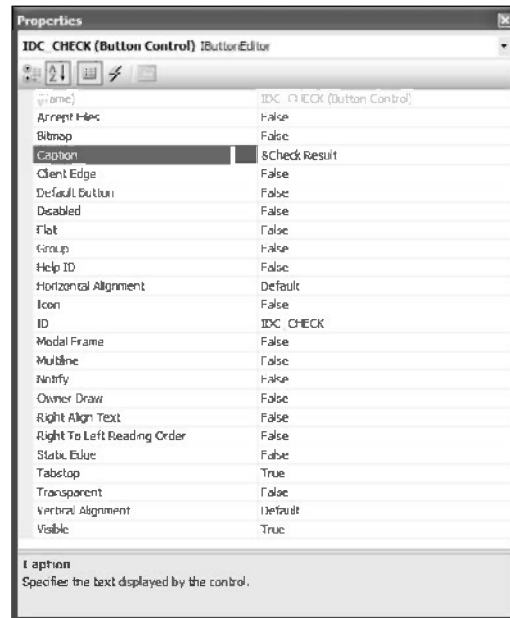 Properties
IDC_CHECK (Button Control) IButtonEditor
(Name) IDC_CHECK (Button Control)
Accept Files False
Bitmap False
Caption &Check Result
Client Edge False
Default Button False
Disabled False
Flat False
Group False
Help ID False
Horizontal Alignment Default
Icon False
ID IDC_CHECK
Modal Frame False
Multiline False
Notify False
Owner Draw False
Right Align Text False
Right To Left Reading Order False
Static Edge False
Tabstop True
Transparent False
Vertical Alignment Default
Visible True
Caption
Specifies the text displayed by the control.